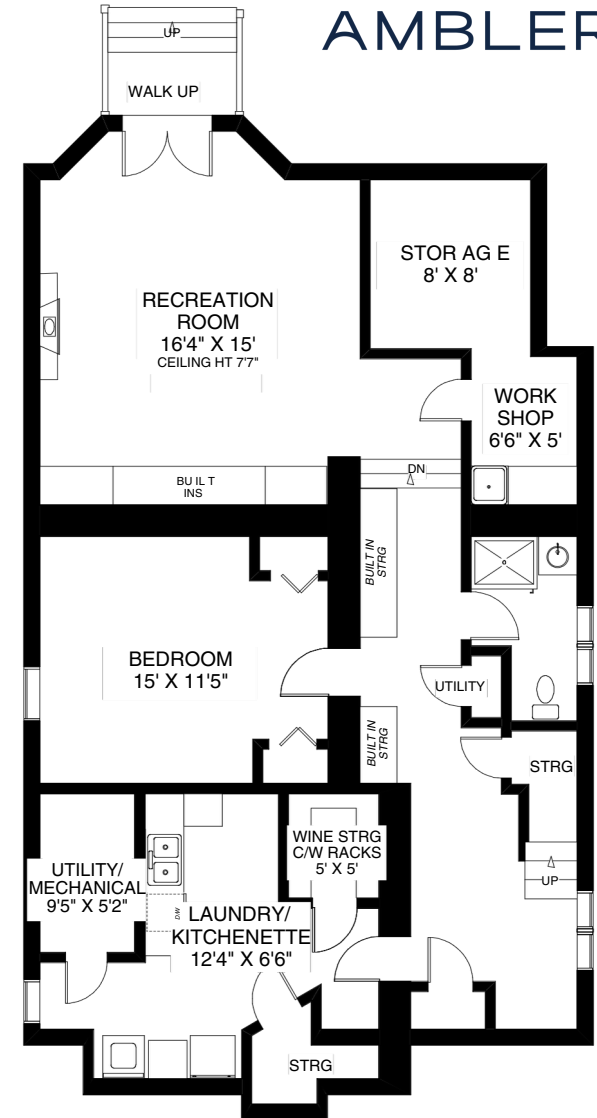 AMBLER
UP
WALK UP
STOR AG E
8' X 8'
RECREATION
ROOM
16'4" X 15'
CEILING HT 7'7"
WORK
SHOP
6'6" X 5'
DN
BU IL T
INS
BUILT IN
STRG
BEDROOM
15' X 11'5"
UTILITY
BUILT IN
STRG
STRG
UP
WINE STRG
C/W RACKS
5' X 5'
UTILITY/
MECHANICAL
9'5" X 5'2"
D/W
LAUNDRY/
KITCHENETTE
12'4" X 6'6"
STRG